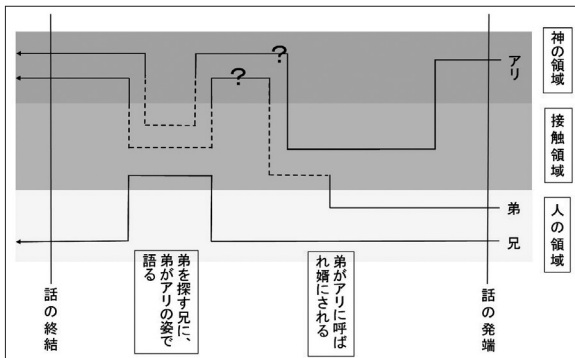 神の領域
接触領域
人の領域
アリ
弟
兄
？
？
話の発端
弟がアリに呼ば
れ婿にされる
弟を探す兄に、
弟がアリの姿で
語る
話の終結